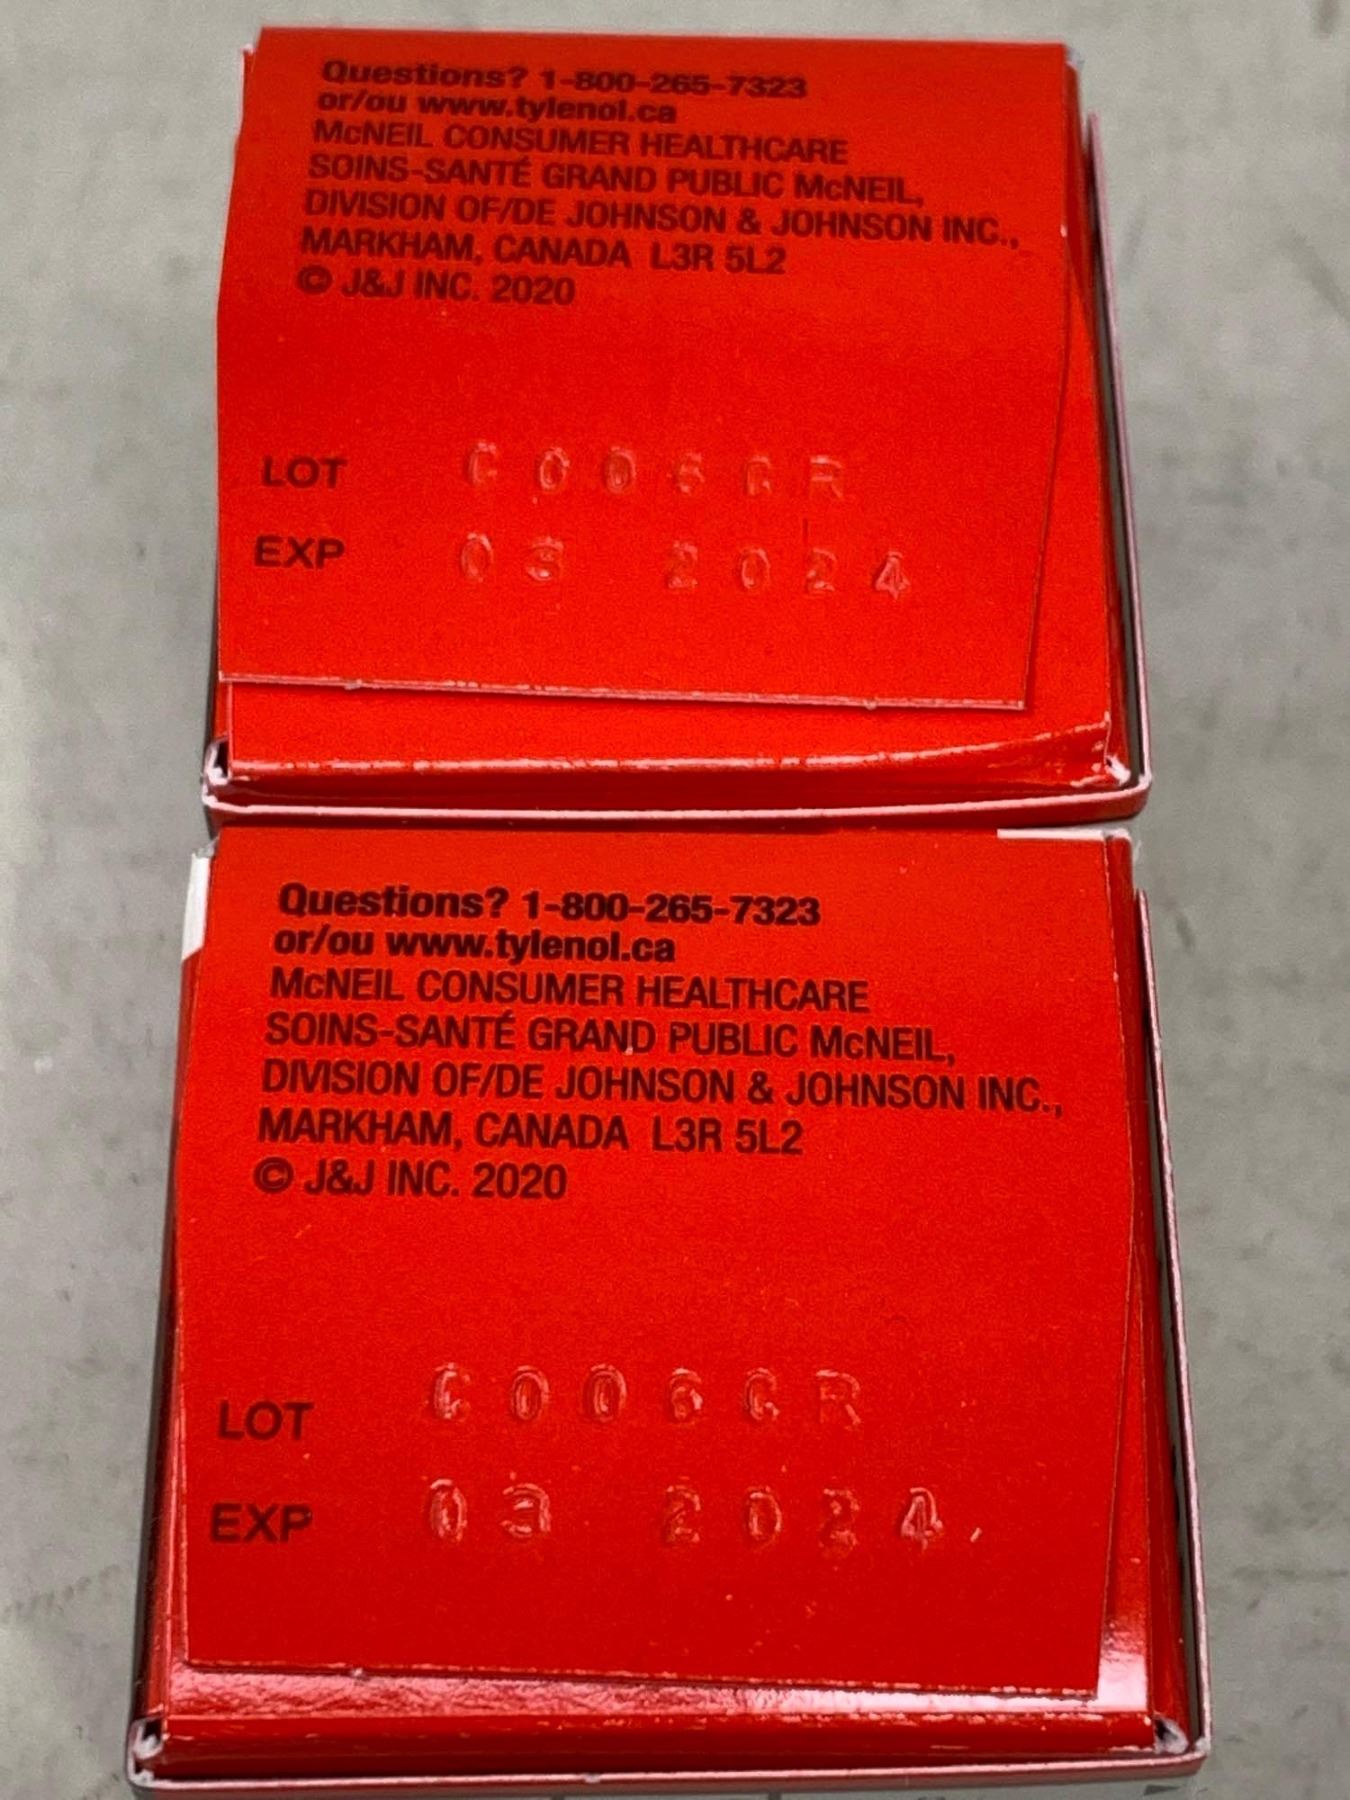 Questions? 1-800-265-7323
or/ou www.tylenol.ca
McNEIL CONSUMER HEALTHCARE
SOINS-SANTÉ GRAND PUBLIC McNEIL,
DIVISION OF/DE JOHNSON & JOHNSON INC.,
MARKHAM, CANADA L3R 5L2
© J&J INC. 2020
LOT
EXP 03 2024
Questions? 1-800-265-7323
or/ou www.tylenol.ca
McNEIL CONSUMER HEALTHCARE
SOINS-SANTÉ GRAND PUBLIC McNEIL,
DIVISION OF/DE JOHNSON & JOHNSON INC.,
MARKHAM, CANADA L3R 5L2
© J&J INC. 2020
LOT
EXP 03 2024